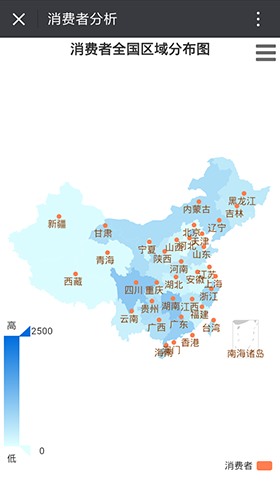 消费者分析
消费者全国区域分布图
黑龙江
吉林
内蒙古
辽宁
新疆
甘肃
北京
天津
宁夏
山西
河北
山东
青海
陕西
河南
西藏
江苏
安徽
上海
四川
重庆
湖北
浙江
湖南
江西
贵州
福建
云南
广西
广东
台湾
香港
海南
门
南海诸岛
高
2500
低
0
消费者